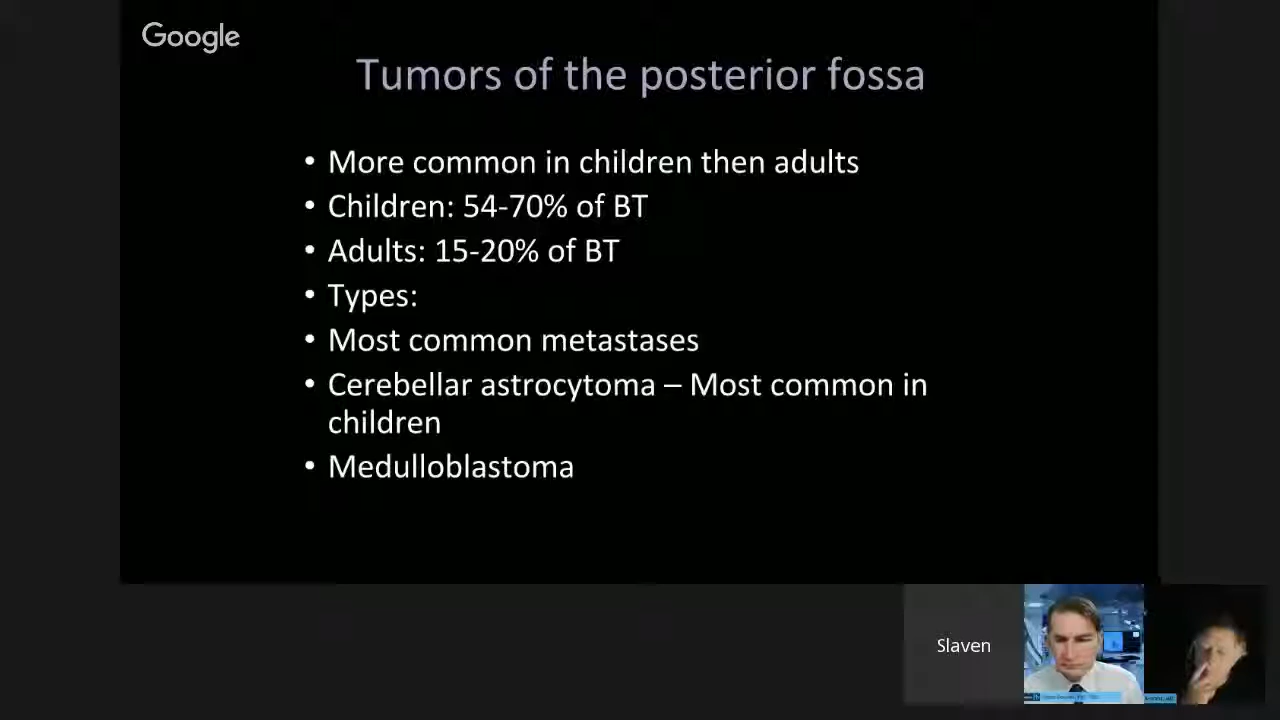 Google
Tumors of the posterior fossa
• More common in children then adults
• Children: 54-70% of BT
• Adults: 15-20% of BT
• Types:
• Most common metastases
• Cerebellar astrocytoma – Most common in
children
• Medulloblastoma
Slaven